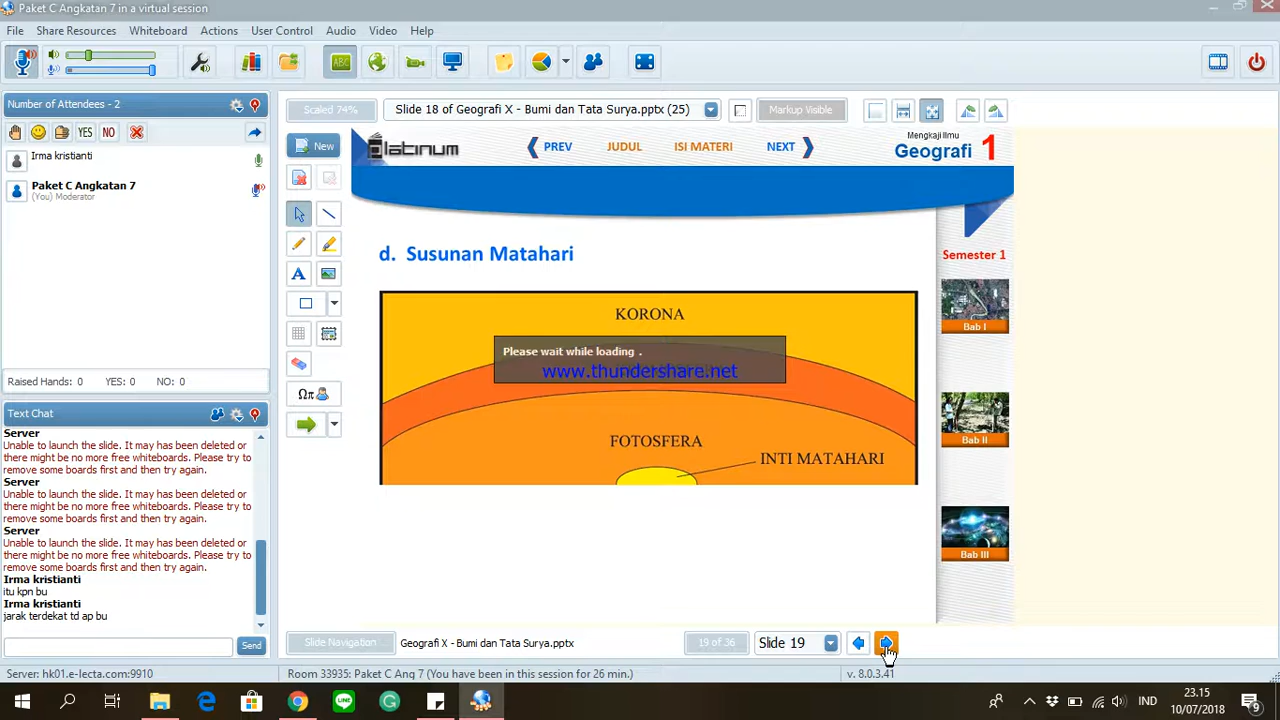 Paket C Angkatan 7 in a virtual session
File Share Resources Whiteboard Actions User Control Audio Video Help
ABC
Number of Attendees - 2
YES NO
Irma kristianti
Paket C Angkatan 7
(You) Moderator
Raised Hands: 0 YES: 0 NO: 0
Text Chat
Server
Unable to launch the slide. It may has been deleted or
there might be no more free whiteboards. Please try to
remove some boards first and then try again.
Server
Unable to launch the slide. It may has been deleted or
there might be no more free whiteboards. Please try to
remove some boards first and then try again.
Server
Unable to launch the slide. It may has been deleted or
there might be no more free whiteboards. Please try to
remove some boards first and then try again.
Irma kristianti
itu kpn bu
Irma kristianti
jarak terdekat td ap bu
Send
Scaled 74%
Slide 18 of Geografi X - Bumi dan Tata Surya.pptx (25)
Markup Visible
New
A
Ωπ
Platinum
PREV JUDUL ISI MATERI NEXT
Mengkaji Ilmu
Geografi 1
d. Susunan Matahari
KORONA
Please wait while loading .
www.thundershare.net
FOTOSFERA
INTI MATAHARI
Semester 1
Bab I
Bab II
Bab III
Slide Navigation
Geografi X - Bumi dan Tata Surya.pptx
19 of 36
Slide 19
Server: hk01.e-lecta.com:9910
Room 33935: Paket C Ang 7 (You have been in this session for 26 min.)
v. 8.0.3.41
IND
23.15
10/07/2018
9